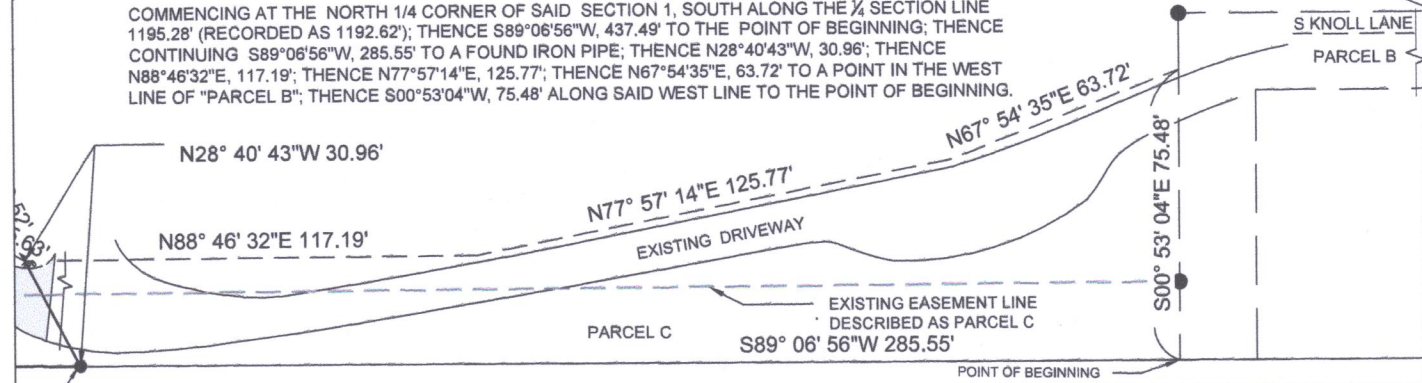 COMMENCING AT THE NORTH 1/4 CORNER OF SAID SECTION 1, SOUTH ALONG THE ¼ SECTION LINE
1195.28' (RECORDED AS 1192.62'); THENCE S89°06'56"W, 437.49' TO THE POINT OF BEGINNING; THENCE
CONTINUING S89°06'56"W, 285.55' TO A FOUND IRON PIPE; THENCE N28°40'43"W, 30.96'; THENCE
N88°46'32"E, 117.19'; THENCE N77°57'14"E, 125.77'; THENCE N67°54'35"E, 63.72' TO A POINT IN THE WEST
LINE OF "PARCEL B"; THENCE S00°53'04"W, 75.48' ALONG SAID WEST LINE TO THE POINT OF BEGINNING.
S KNOLL LANE
PARCEL B
N67° 54' 35"E 63.72'
N28° 40' 43"W 30.96'
N77° 57' 14"E 125.77'
S00° 53' 04"E 75.48'
N88° 46' 32"E 117.19'
EXISTING DRIVEWAY
EXISTING EASEMENT LINE
DESCRIBED AS PARCEL C
PARCEL C
S89° 06' 56"W 285.55'
POINT OF BEGINNING